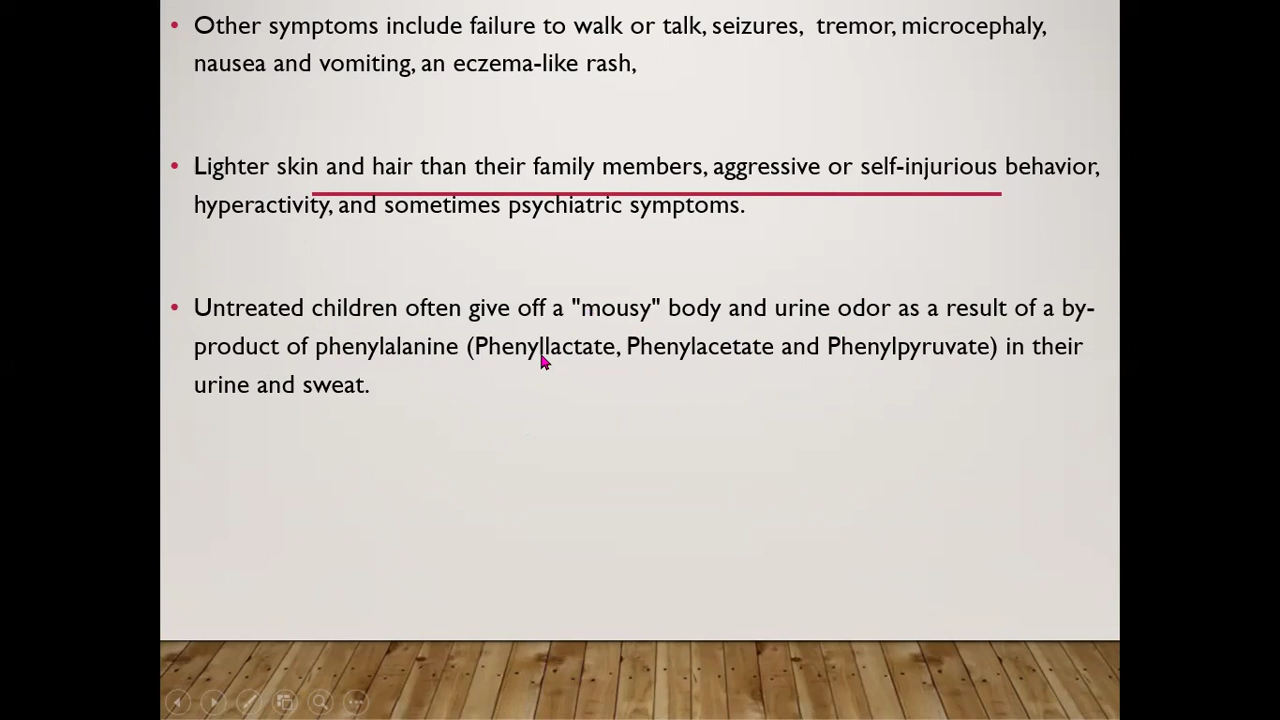 • Other symptoms include failure to walk or talk, seizures, tremor, microcephaly,
nausea and vomiting, an eczema-like rash,
• Lighter skin and hair than their family members, aggressive or self-injurious behavior,
hyperactivity, and sometimes psychiatric symptoms.
• Untreated children often give off a "mousy" body and urine odor as a result of a by-
product of phenylalanine (Phenyllactate, Phenylacetate and Phenylpyruvate) in their
urine and sweat.